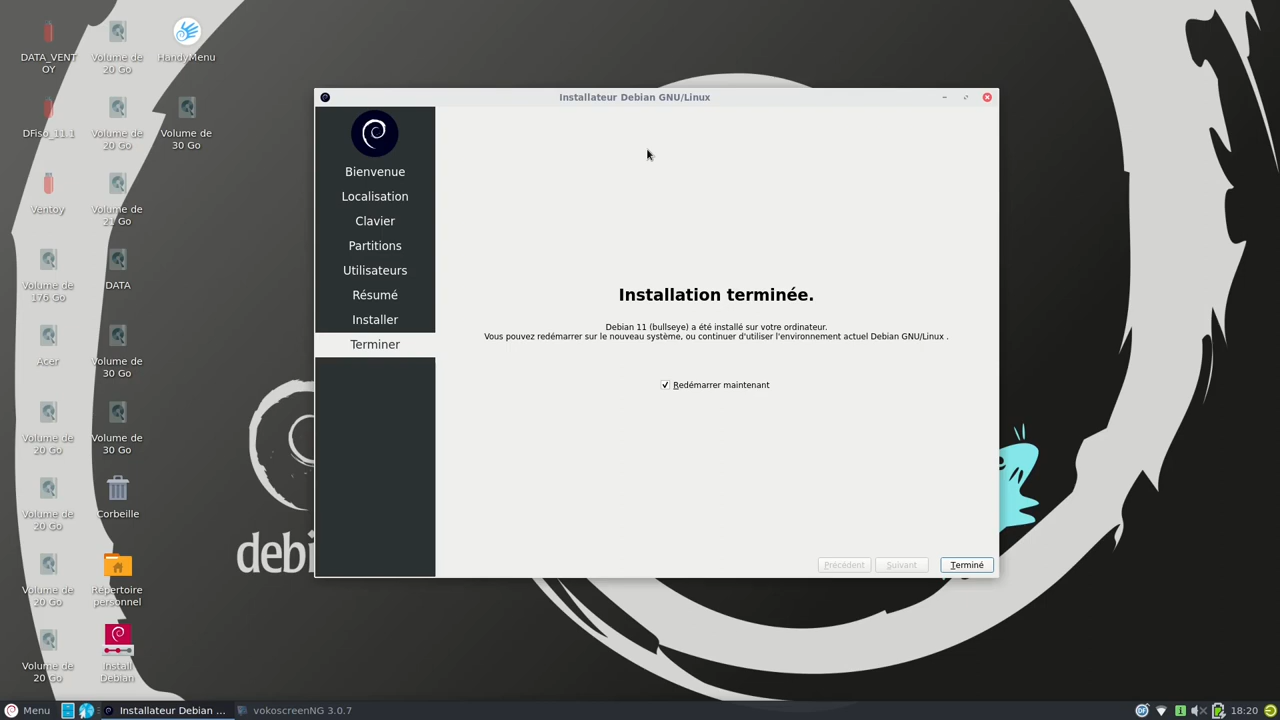 DATA_VENT
OY
Volume de
20 Go
HandyMenu
DFiso_11.1
Volume de
20 Go
Volume de
30 Go
Ventoy
Volume de
21 Go
Volume de
176 Go
DATA
Acer
Volume de
30 Go
Volume de
20 Go
Volume de
30 Go
Volume de
20 Go
Corbeille
Volume de
20 Go
Répertoire
personnel
Volume de
20 Go
Install
Debian
debi
Installateur Debian GNU/Linux
Bienvenue
Localisation
Clavier
Partitions
Utilisateurs
Résumé
Installer
Terminer
Installation terminée.
Debian 11 (bullseye) a été installé sur votre ordinateur.
Vous pouvez redémarrer sur le nouveau système, ou continuer d'utiliser l'environnement actuel Debian GNU/Linux .
Redémarrer maintenant
Précédent Suivant Terminé
Menu Installateur Debian ... vokoscreenNG 3.0.7 DF 18:20